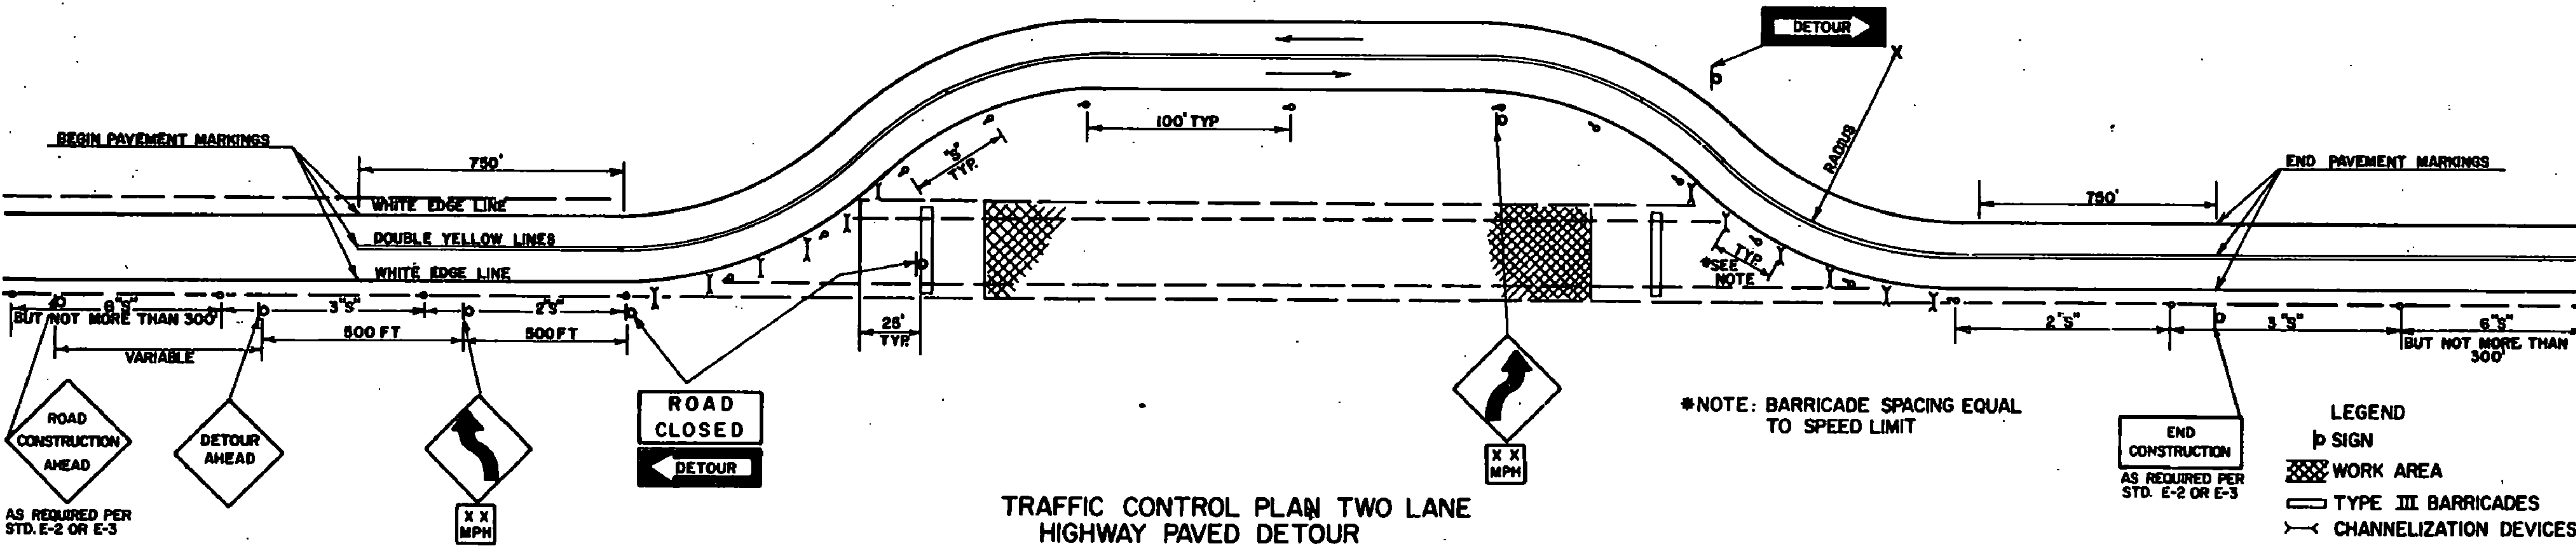 DETOUR
BEGIN PAVEMENT MARKINGS
750'
WHITE EDGE LINE
DOUBLE YELLOW LINES
WHITE EDGE LINE
"S"
TYP.
100' TYP
RADIUS
X
END PAVEMENT MARKINGS
750'
*SEE
NOTE
TYP.
6"S"
BUT NOT MORE THAN 300'
3"S"
2"S"
VARIABLE
500 FT
500 FT
25'
TYP.
2"S"
3"S"
6"S"
BUT NOT MORE THAN
300'
ROAD
CONSTRUCTION
AHEAD
AS REQUIRED PER
STD. E-2 OR E-3
DETOUR
AHEAD
X X
MPH
ROAD
CLOSED
DETOUR
X X
MPH
*NOTE: BARRICADE SPACING EQUAL
TO SPEED LIMIT
END
CONSTRUCTION
AS REQUIRED PER
STD. E-2 OR E-3
LEGEND
SIGN
WORK AREA
TYPE III BARRICADES
CHANNELIZATION DEVICES
TRAFFIC CONTROL PLAN TWO LANE
HIGHWAY PAVED DETOUR